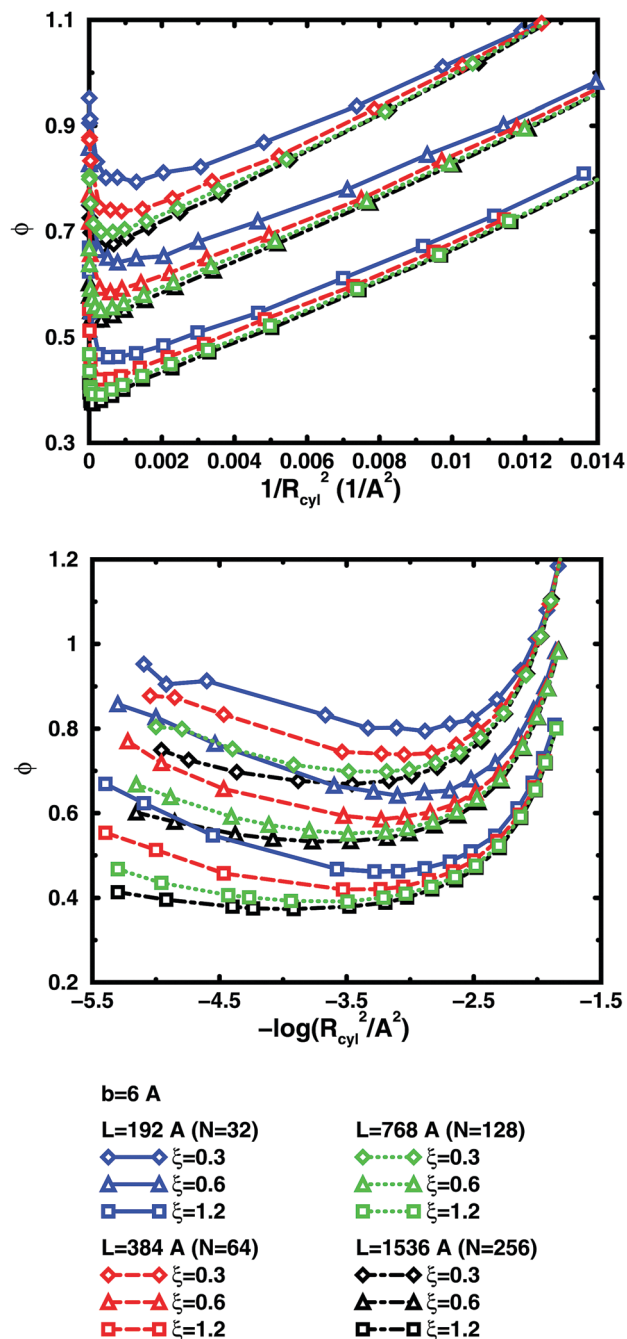 1.1
0.9
0.7
0.5
0.3
ϕ
0 0.002 0.004 0.006 0.008 0.01 0.012 0.014
1/R_cyl^2 (1/A^2)
1.2
1
0.8
0.6
0.4
0.2
ϕ
−5.5 −4.5 −3.5 −2.5 −1.5
−log(R_cyl^2/A^2)
b=6 A
L=192 A (N=32)
ξ=0.3
ξ=0.6
ξ=1.2
L=768 A (N=128)
ξ=0.3
ξ=0.6
ξ=1.2
L=384 A (N=64)
ξ=0.3
ξ=0.6
ξ=1.2
L=1536 A (N=256)
ξ=0.3
ξ=0.6
ξ=1.2